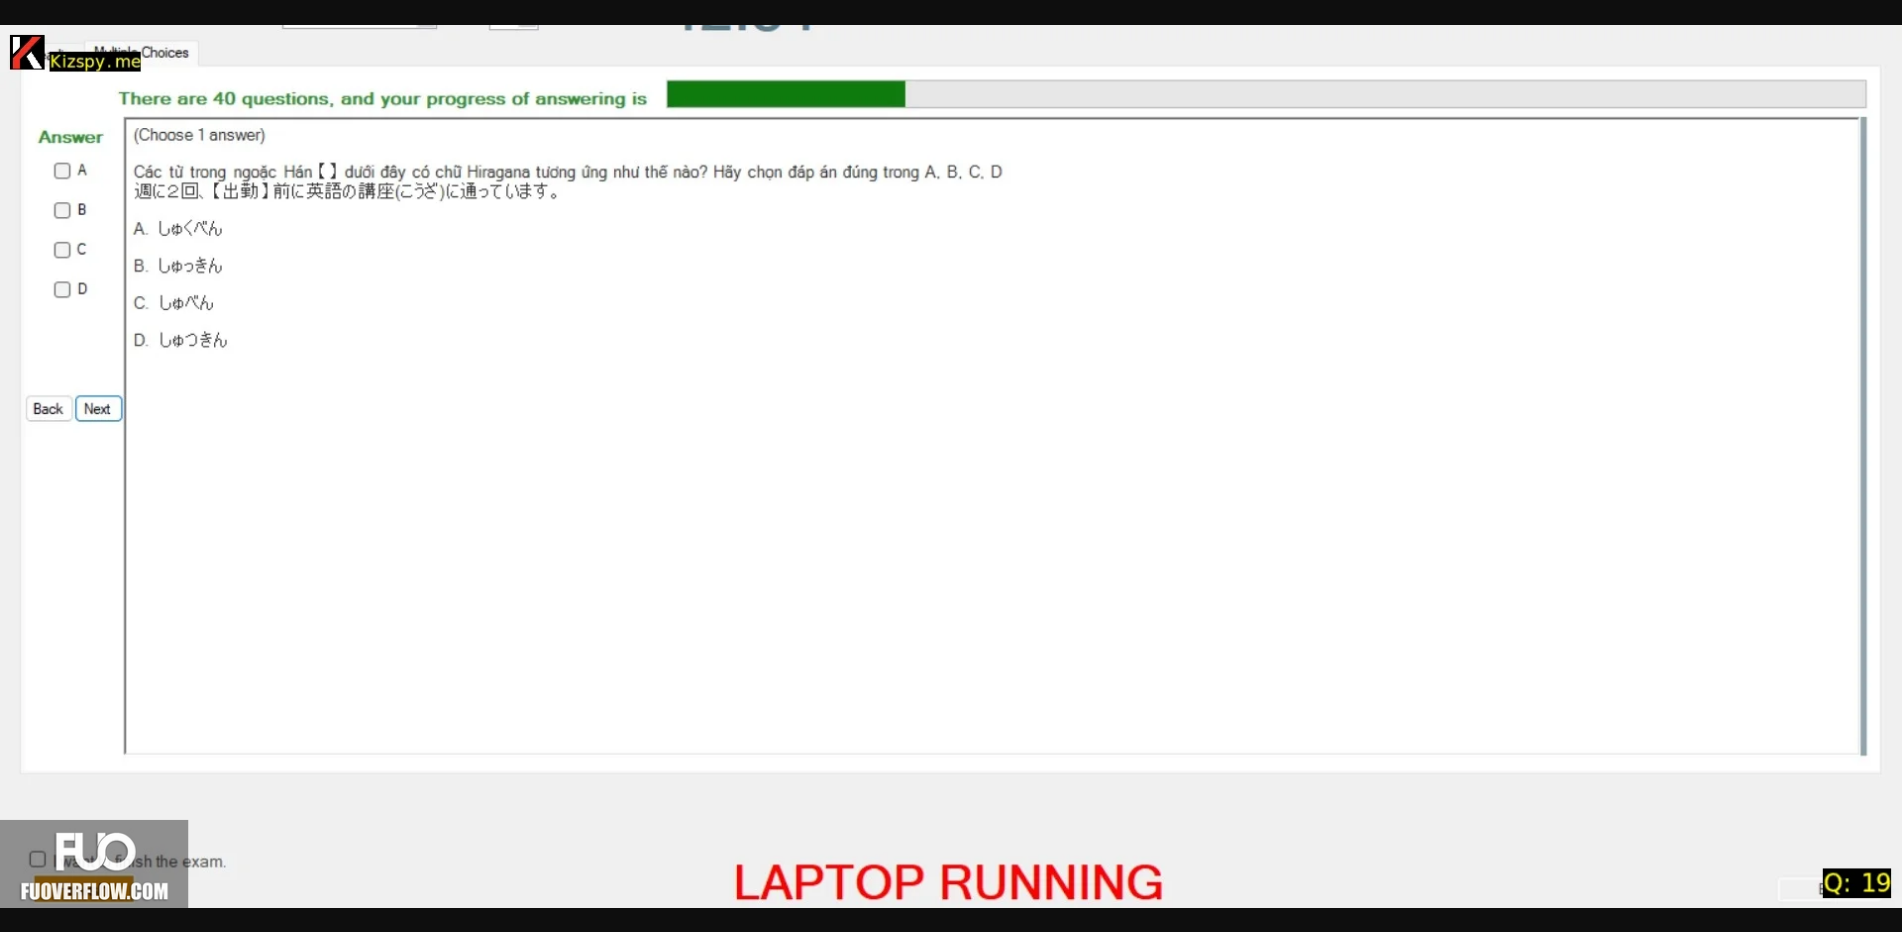 Kizspy.me
Choices
There are 40 questions, and your progress of answering is
Answer
(Choose 1 answer)
A
Các từ trong ngoặc Hán【 】dưới đây có chữ Hiragana tương ứng như thế nào? Hãy chọn đáp án đúng trong A, B, C, D
週に２回、【出勤】前に英語の講座(こうざ)に通っています。
B
A. しゅくべん
C
B. しゅっきん
D
C. しゅべん
D. しゅつきん
Back
Next
FUO
the exam.
FUOVERFLOW.COM
LAPTOP RUNNING
Q: 19